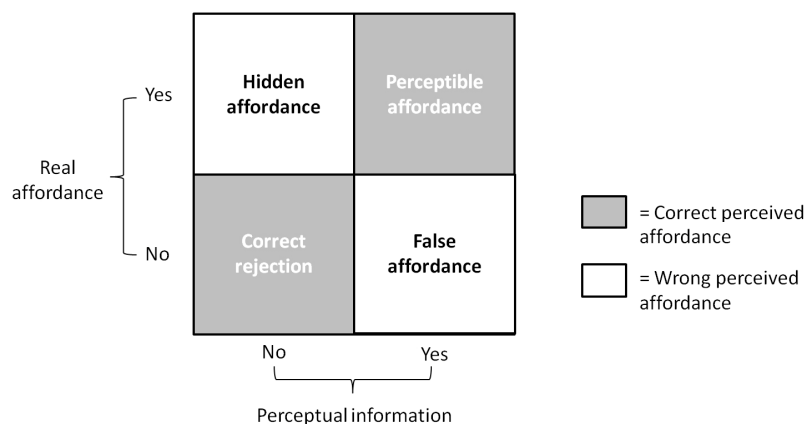 Hidden
affordance
Perceptible
affordance
Yes
Real
affordance
No
Correct
rejection
False
affordance
= Correct perceived
affordance
= Wrong perceived
affordance
No
Yes
Perceptual information